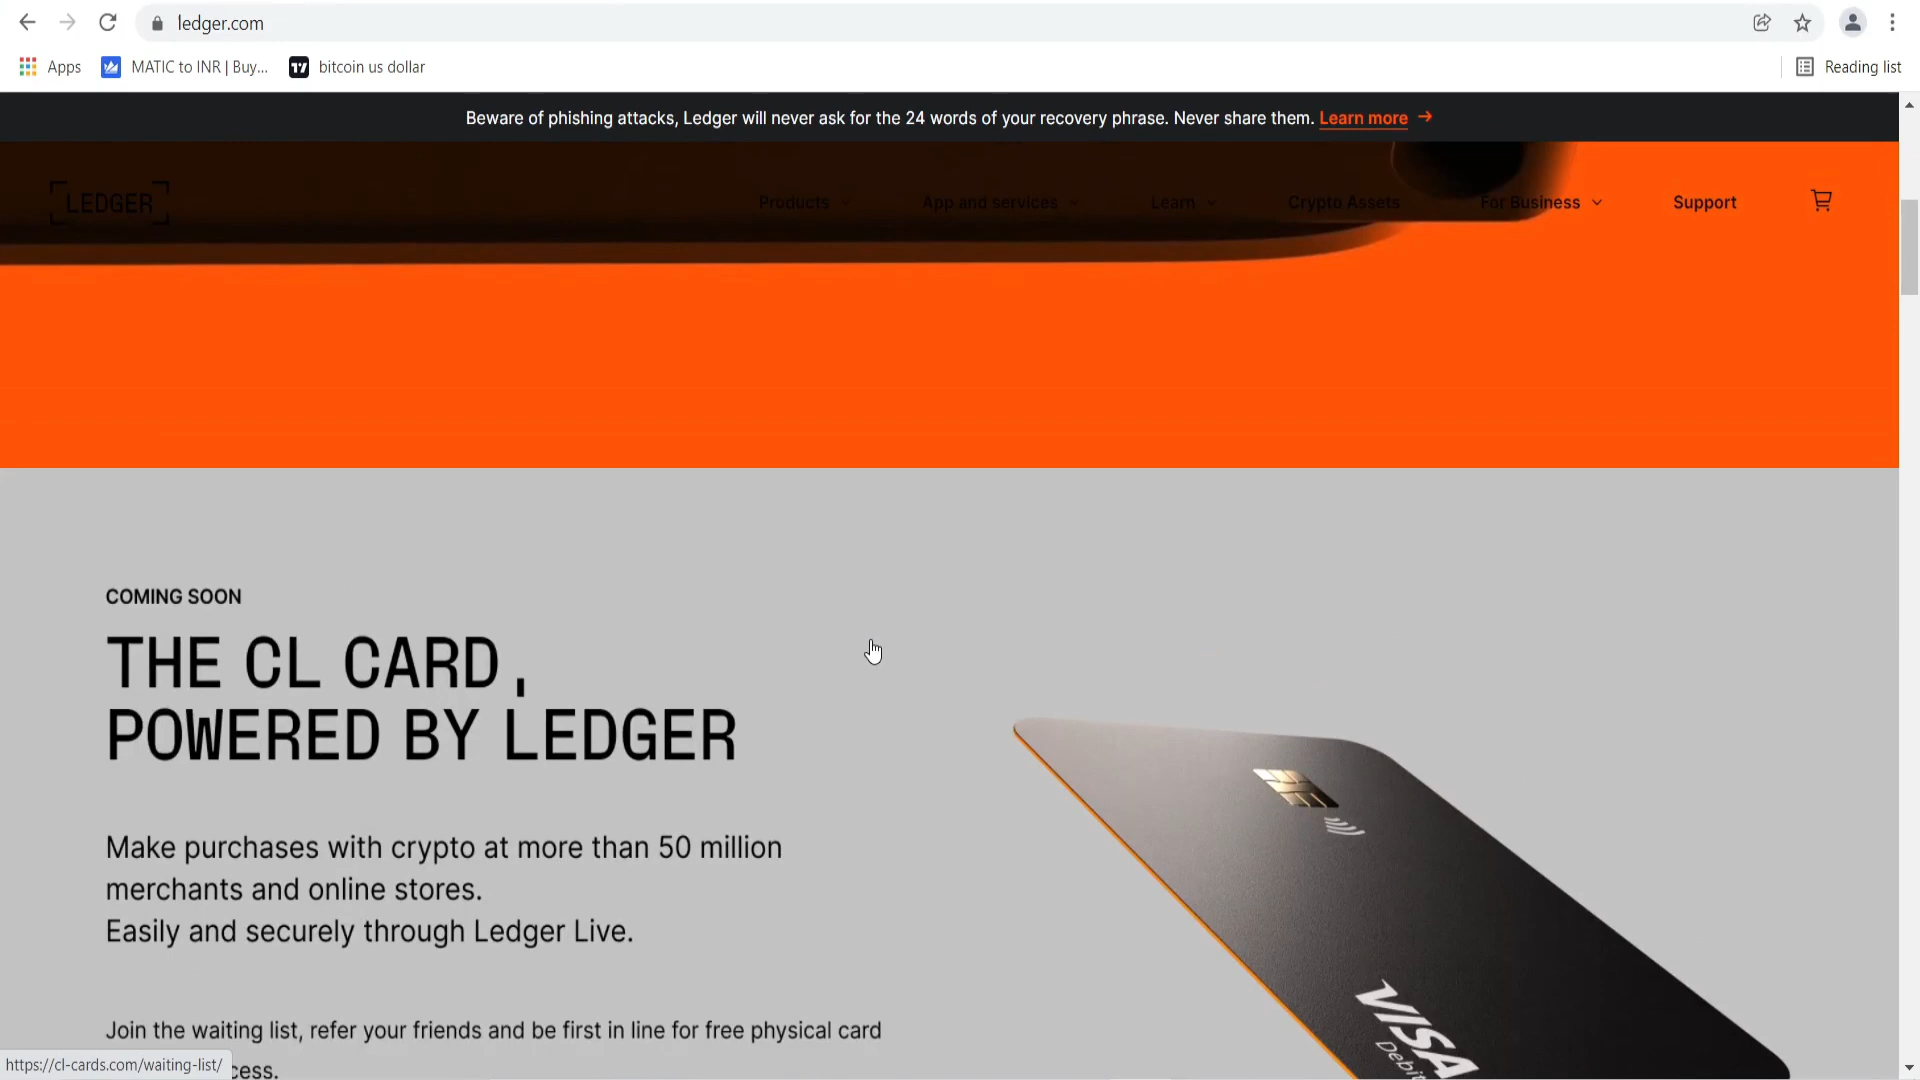 ledger.com
Apps
MATIC to INR | Buy...
bitcoin us dollar
Reading list
Beware of phishing attacks, Ledger will never ask for the 24 words of your recovery phrase. Never share them. Learn more →
LEDGER
Products
App and services
Learn
Crypto Assets
For Business
Support
COMING SOON
THE CL CARD,
POWERED BY LEDGER
Make purchases with crypto at more than 50 million
merchants and online stores.
Easily and securely through Ledger Live.
Join the waiting list, refer your friends and be first in line for free physical card
cess.
VISA
Debit
https://cl-cards.com/waiting-list/